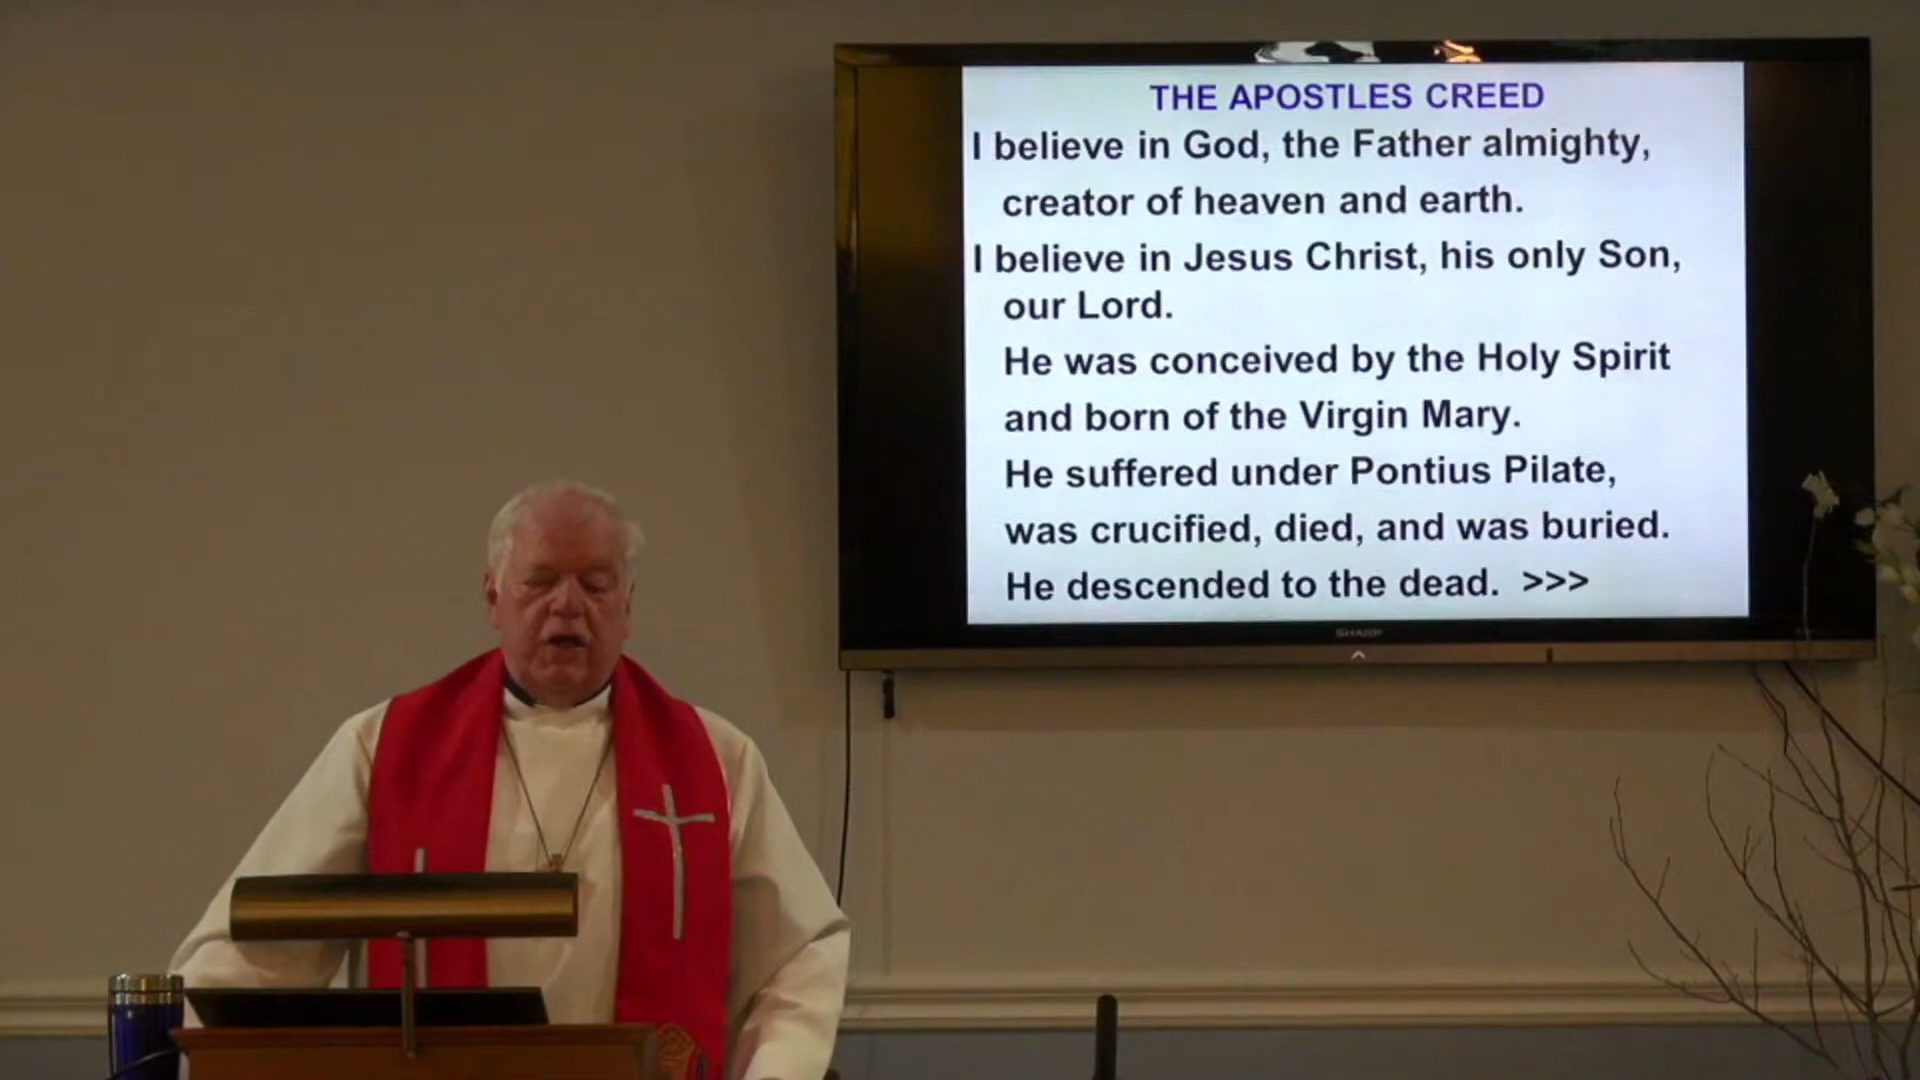 THE APOSTLES CREED
I believe in God, the Father almighty,
creator of heaven and earth.
I believe in Jesus Christ, his only Son,
our Lord.
He was conceived by the Holy Spirit
and born of the Virgin Mary.
He suffered under Pontius Pilate,
was crucified, died, and was buried.
He descended to the dead. >>>
SHARP